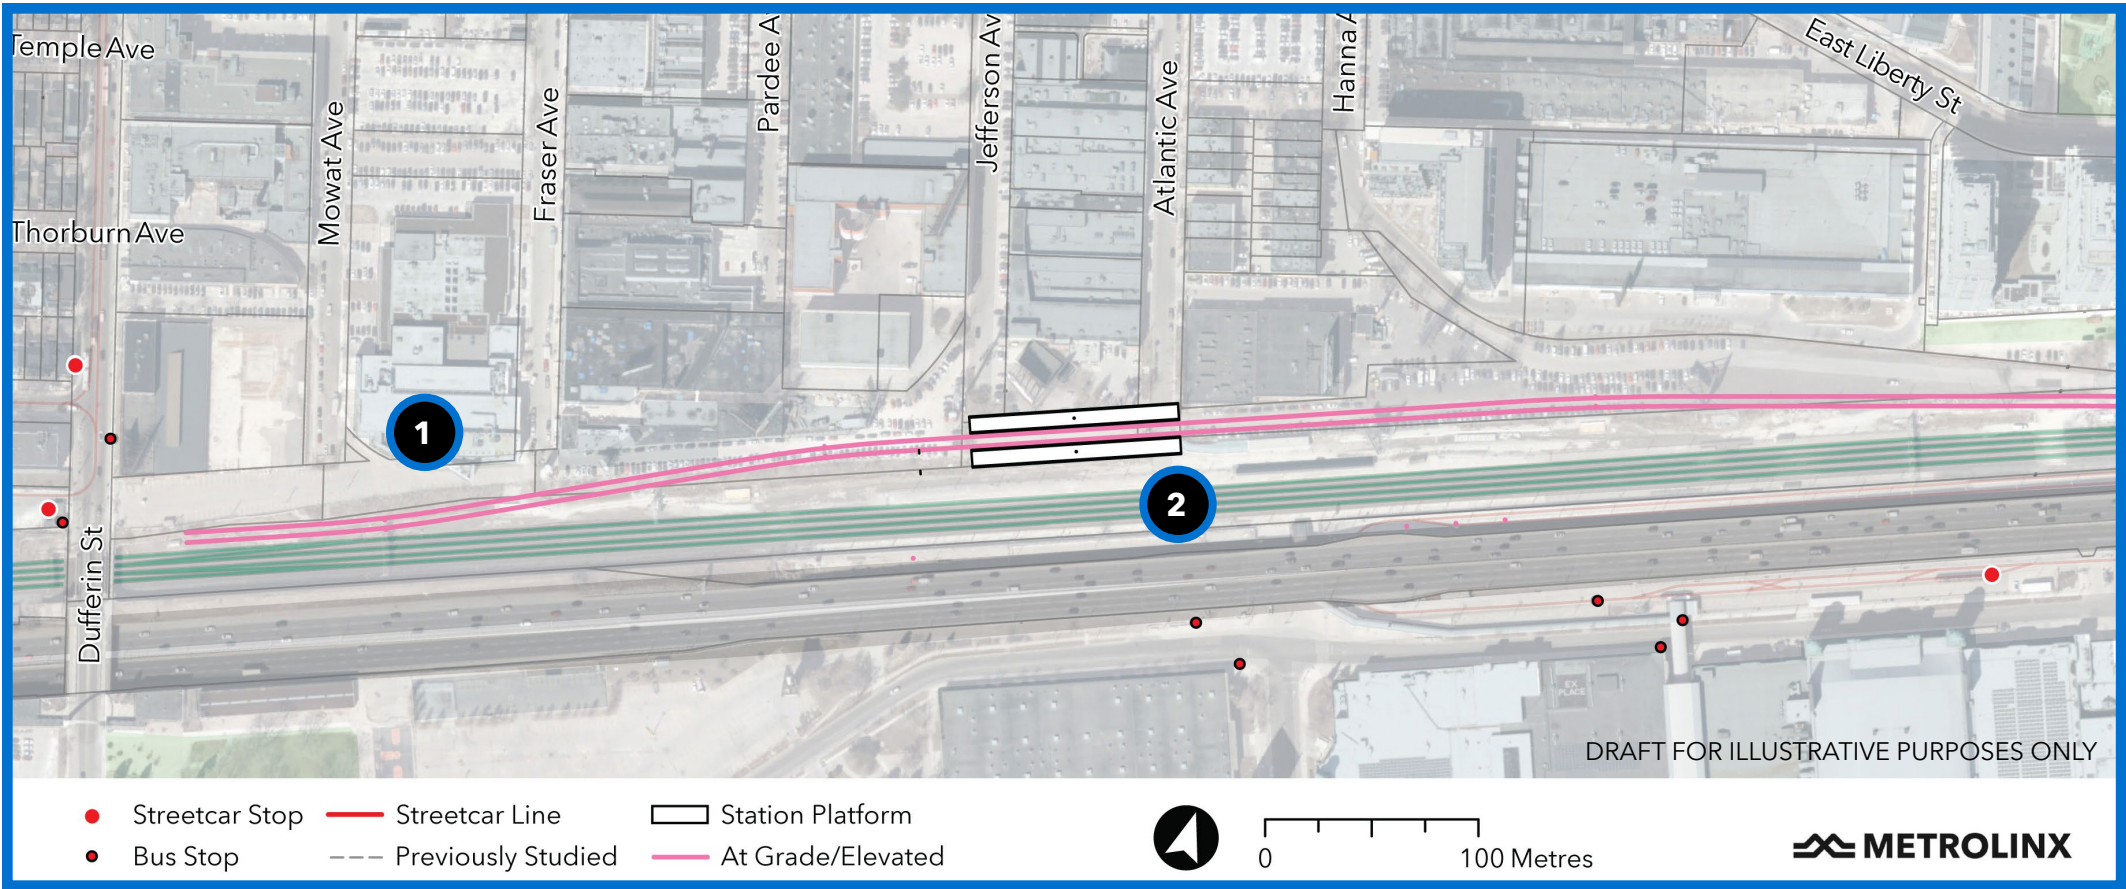 Temple Ave
Thorburn Ave
Mowat Ave
Fraser Ave
Pardee A
Jefferson Av
Atlantic Ave
Hanna A
East Liberty St
Dufferin St
1
2
EX
PLACE
DRAFT FOR ILLUSTRATIVE PURPOSES ONLY
Streetcar Stop
Streetcar Line
Station Platform
Bus Stop
Previously Studied
At Grade/Elevated
0
100 Metres
METROLINX